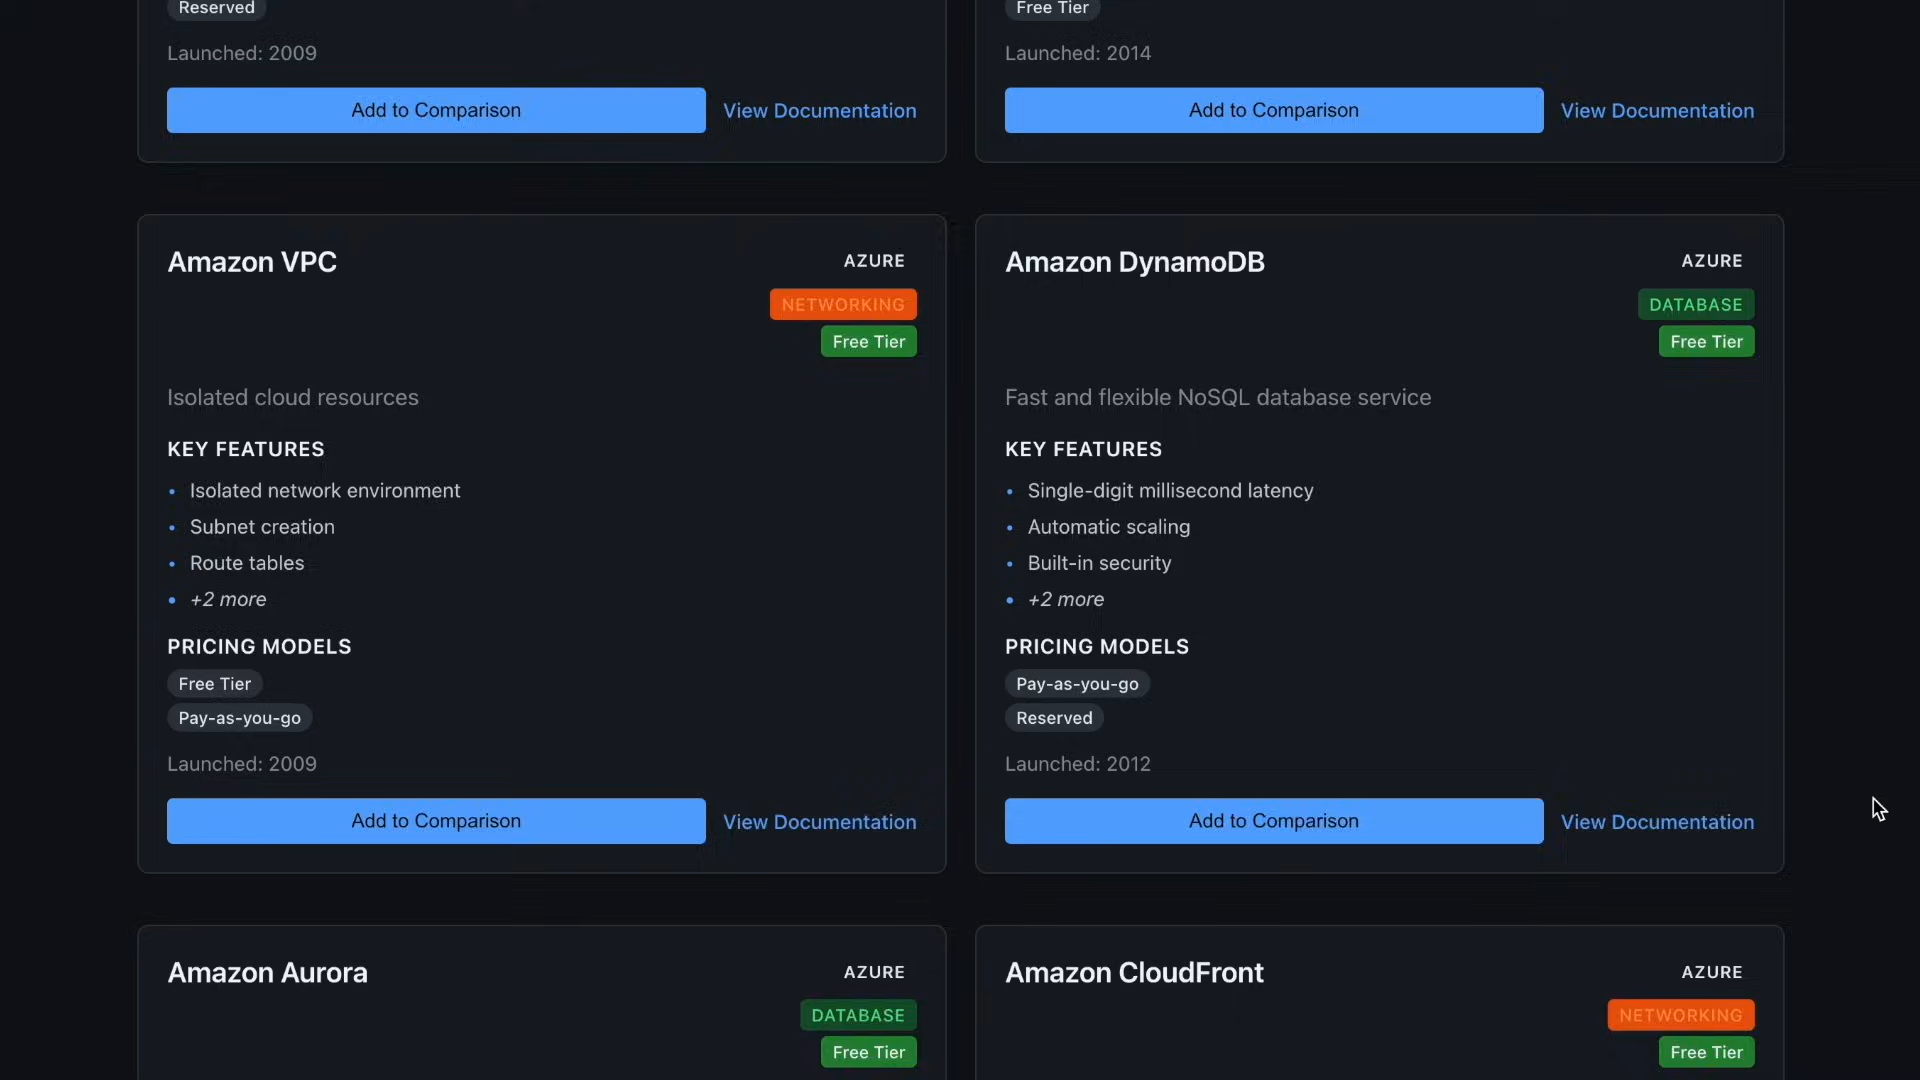 Reserved
Launched: 2009
Add to Comparison
View Documentation
Free Tier
Launched: 2014
Add to Comparison
View Documentation
Amazon VPC
AZURE
NETWORKING
Free Tier
Isolated cloud resources
KEY FEATURES
• Isolated network environment
• Subnet creation
• Route tables
• +2 more
PRICING MODELS
Free Tier
Pay-as-you-go
Launched: 2009
Add to Comparison
View Documentation
Amazon DynamoDB
AZURE
DATABASE
Free Tier
Fast and flexible NoSQL database service
KEY FEATURES
• Single-digit millisecond latency
• Automatic scaling
• Built-in security
• +2 more
PRICING MODELS
Pay-as-you-go
Reserved
Launched: 2012
Add to Comparison
View Documentation
Amazon Aurora
AZURE
DATABASE
Free Tier
Amazon CloudFront
AZURE
NETWORKING
Free Tier